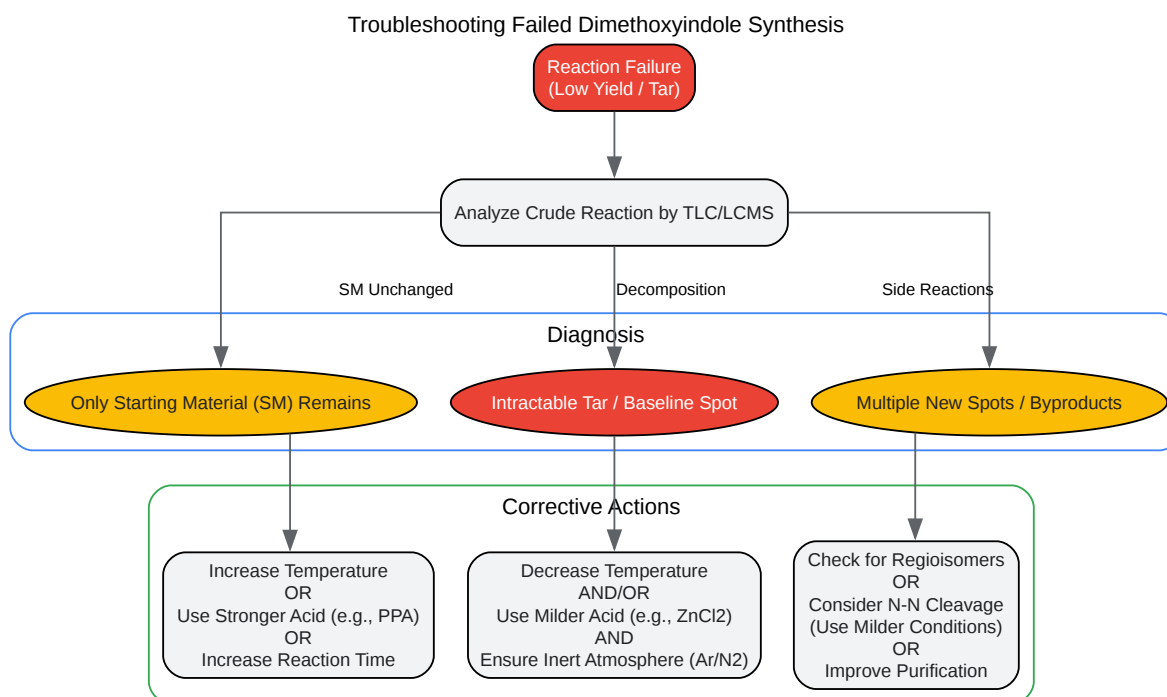 Troubleshooting Failed Dimethoxyindole Synthesis
Reaction Failure
(Low Yield / Tar)
Analyze Crude Reaction by TLC/LCMS
SM Unchanged
Decomposition
Side Reactions
Diagnosis
Only Starting Material (SM) Remains
Intractable Tar / Baseline Spot
Multiple New Spots / Byproducts
Corrective Actions
Increase Temperature
OR
Use Stronger Acid (e.g., PPA)
OR
Increase Reaction Time
Decrease Temperature
AND/OR
Use Milder Acid (e.g., ZnCl2)
AND
Ensure Inert Atmosphere (Ar/N2)
Check for Regioisomers
OR
Consider N-N Cleavage
(Use Milder Conditions)
OR
Improve Purification